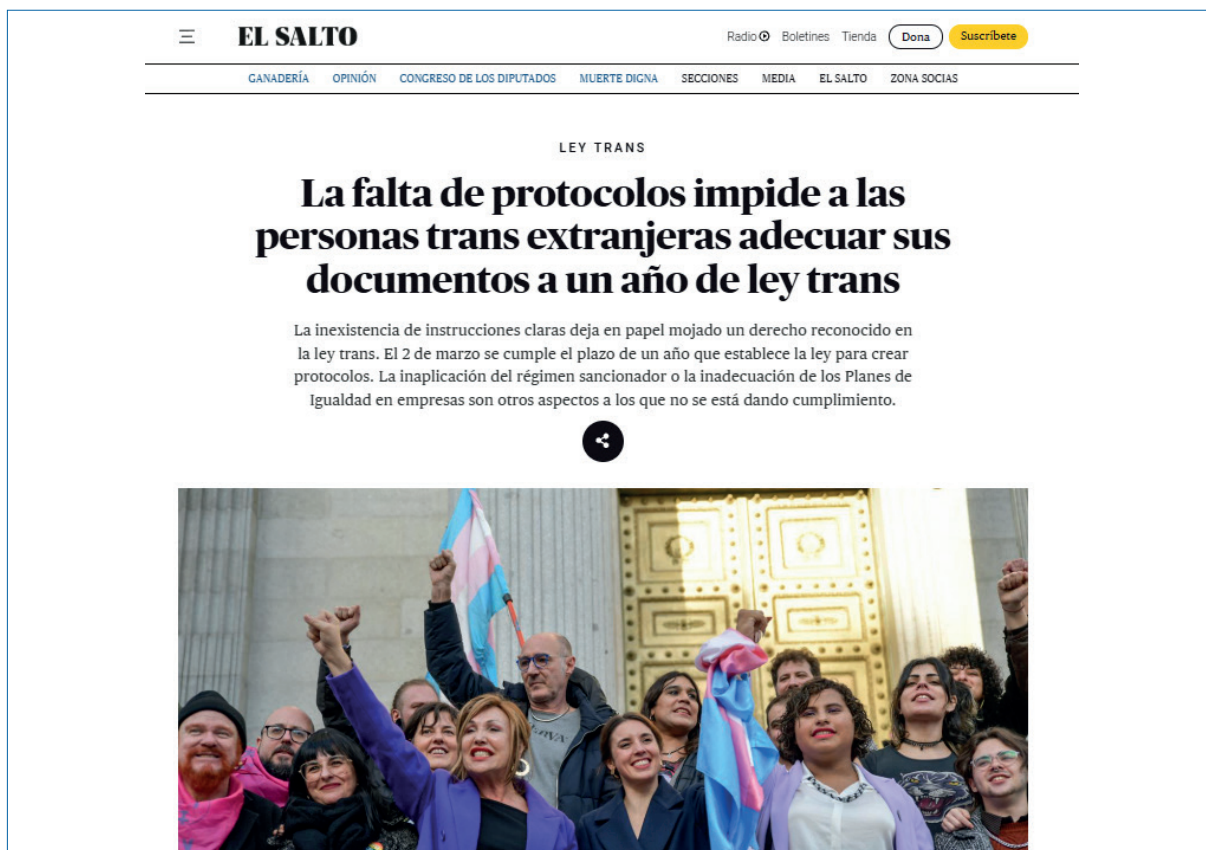 EL SALTO
Radio Boletines Tienda Dona Suscríbete
GANADERÍA OPINIÓN CONGRESO DE LOS DIPUTADOS MUERTE DIGNA SECCIONES MEDIA EL SALTO ZONA SOCIAS
LEY TRANS
La falta de protocolos impide a las
personas trans extranjeras adecuar sus
documentos a un año de ley trans
La inexistencia de instrucciones claras deja en papel mojado un derecho reconocido en
la ley trans. El 2 de marzo se cumple el plazo de un año que establece la ley para crear
protocolos. La inaplicación del régimen sancionador o la inadecuación de los Planes de
Igualdad en empresas son otros aspectos a los que no se está dando cumplimiento.